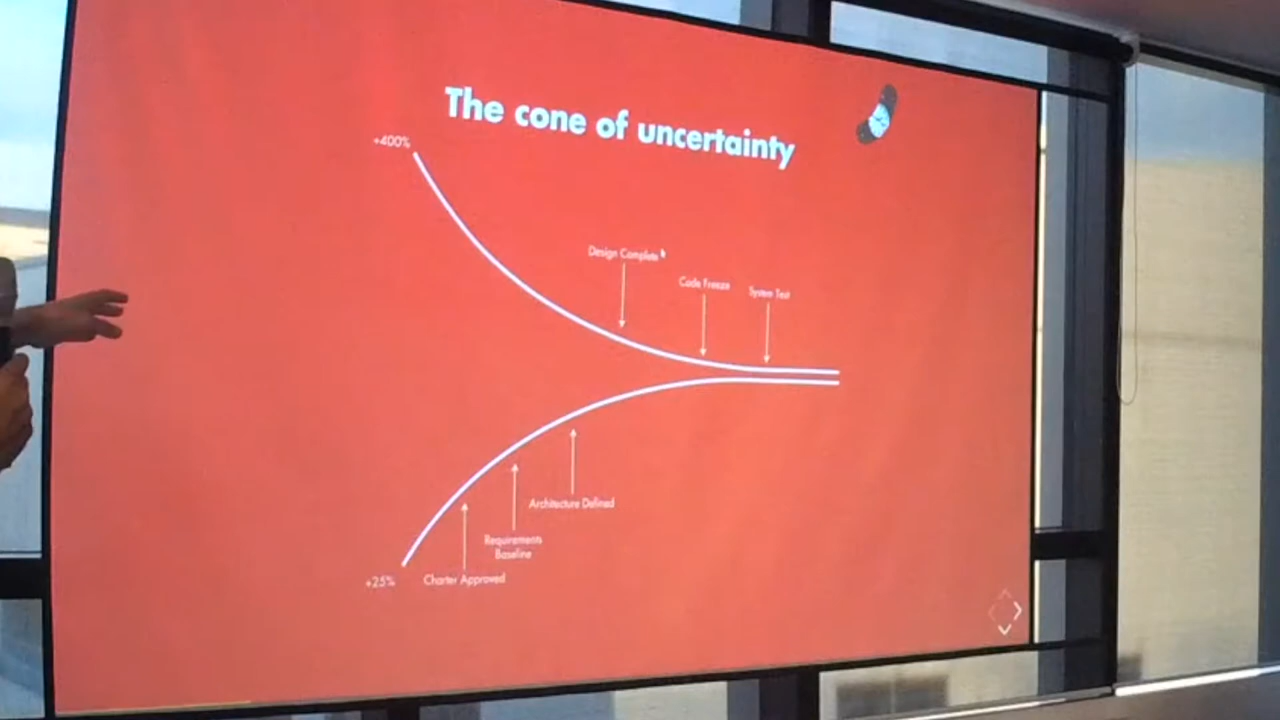 The cone of uncertainty
+400%
Design Complete
Code Freeze
System Test
Architecture Defined
Requirements
Baseline
+25%
Charter Approved